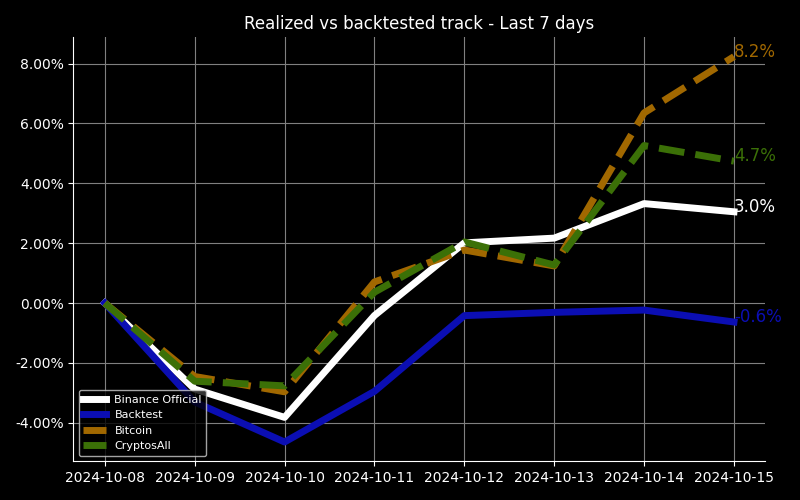 Realized vs backtested track - Last 7 days
8.00%
6.00%
4.00%
2.00%
0.00%
-2.00%
-4.00%
8.2%
4.7%
3.0%
-0.6%
Binance Official
Backtest
Bitcoin
CryptosAll
2024-10-08 2024-10-09 2024-10-10 2024-10-11 2024-10-12 2024-10-13 2024-10-14 2024-10-15